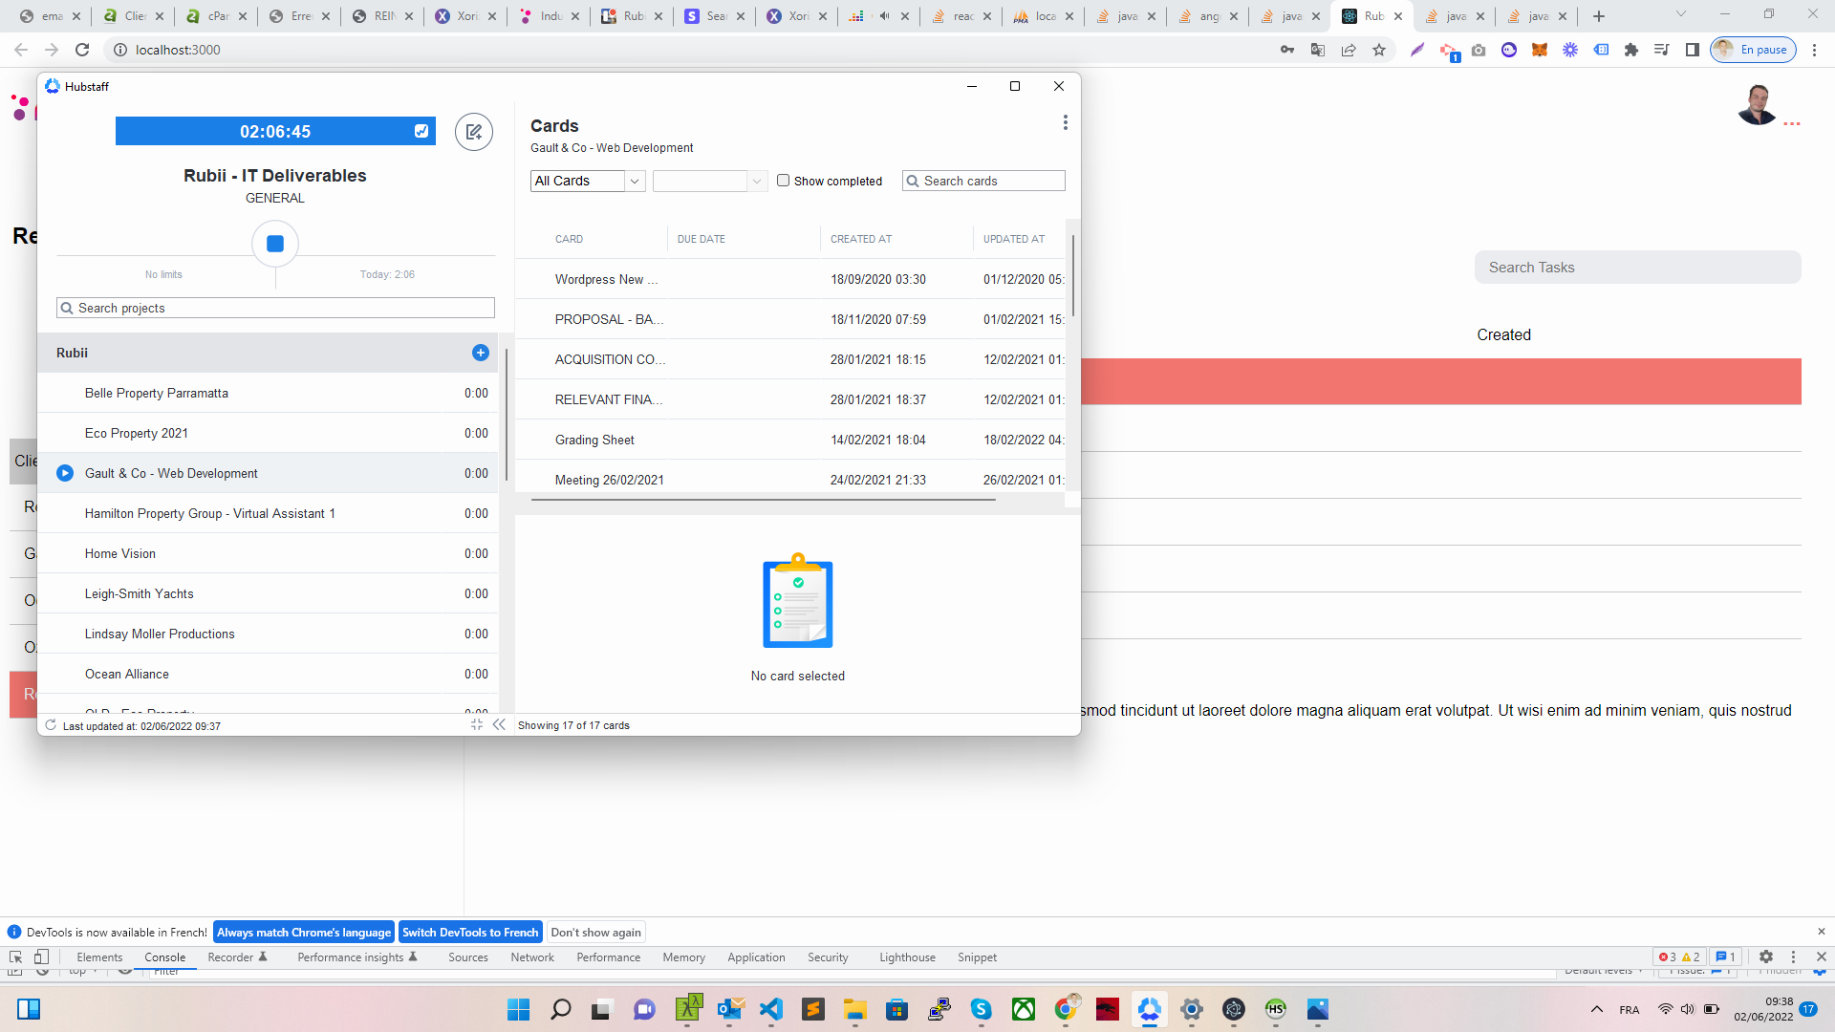 ema
Clie
cPar
Erre
REIN
Xori
Indu
Rub
Sear
Xori
reac
loca
java
ang
java
Rub
java
java
localhost:3000
1
En pause
Hubstaff
02:06:45
Rubii - IT Deliverables
GENERAL
No limits
Today: 2:06
Search projects
Rubii
Belle Property Parramatta 0:00
Eco Property 2021 0:00
Gault & Co - Web Development 0:00
Hamilton Property Group - Virtual Assistant 1 0:00
Home Vision 0:00
Leigh-Smith Yachts 0:00
Lindsay Moller Productions 0:00
Ocean Alliance 0:00
OLD - Eco Property 0:00
Last updated at: 02/06/2022 09:37
Cards
Gault & Co - Web Development
All Cards
Show completed
Search cards
CARD DUE DATE CREATED AT UPDATED AT
Wordpress New ... 18/09/2020 03:30 01/12/2020 05:
PROPOSAL - BA... 18/11/2020 07:59 01/02/2021 15:
ACQUISITION CO... 28/01/2021 18:15 12/02/2021 01:
RELEVANT FINA... 28/01/2021 18:37 12/02/2021 01:
Grading Sheet 14/02/2021 18:04 18/02/2022 04:
Meeting 26/02/2021 24/02/2021 21:33 26/02/2021 01:
No card selected
Showing 17 of 17 cards
Re
Search Tasks
Created
Clie
smod tincidunt ut laoreet dolore magna aliquam erat volutpat. Ut wisi enim ad minim veniam, quis nostrud
DevTools is now available in French! Always match Chrome's language Switch DevTools to French Don't show again
Elements Console Recorder Performance insights Sources Network Performance Memory Application Security Lighthouse Snippet 3 2 1
top Filter Default levels 1 Issue: 1 1 hidden
FRA
09:38
02/06/2022
17